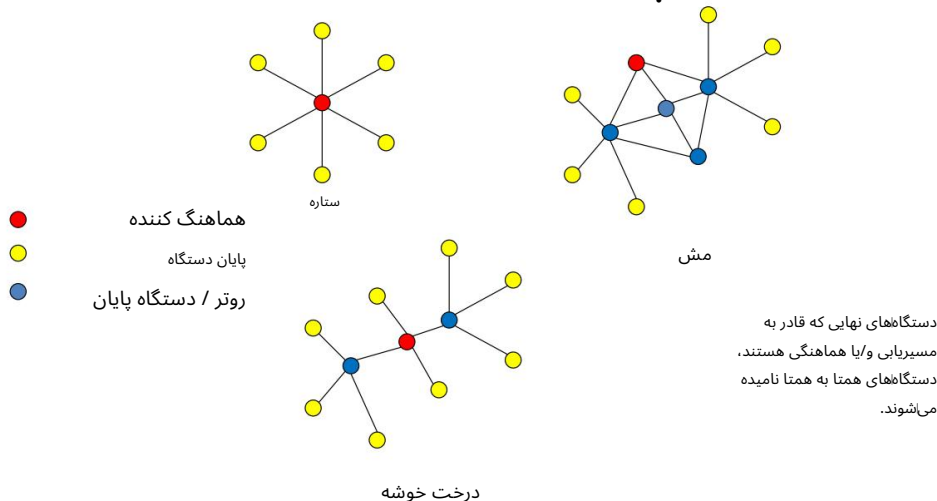 ستاره
هماهنگ کننده
پایان دستگاه
روتر / دستگاه پایان
مش
دستگاه‌های نهایی که قادر به
مسیریابی و/یا هماهنگی هستند،
دستگاه‌های همتا به همتا نامیده
می‌شوند.
درخت خوشه